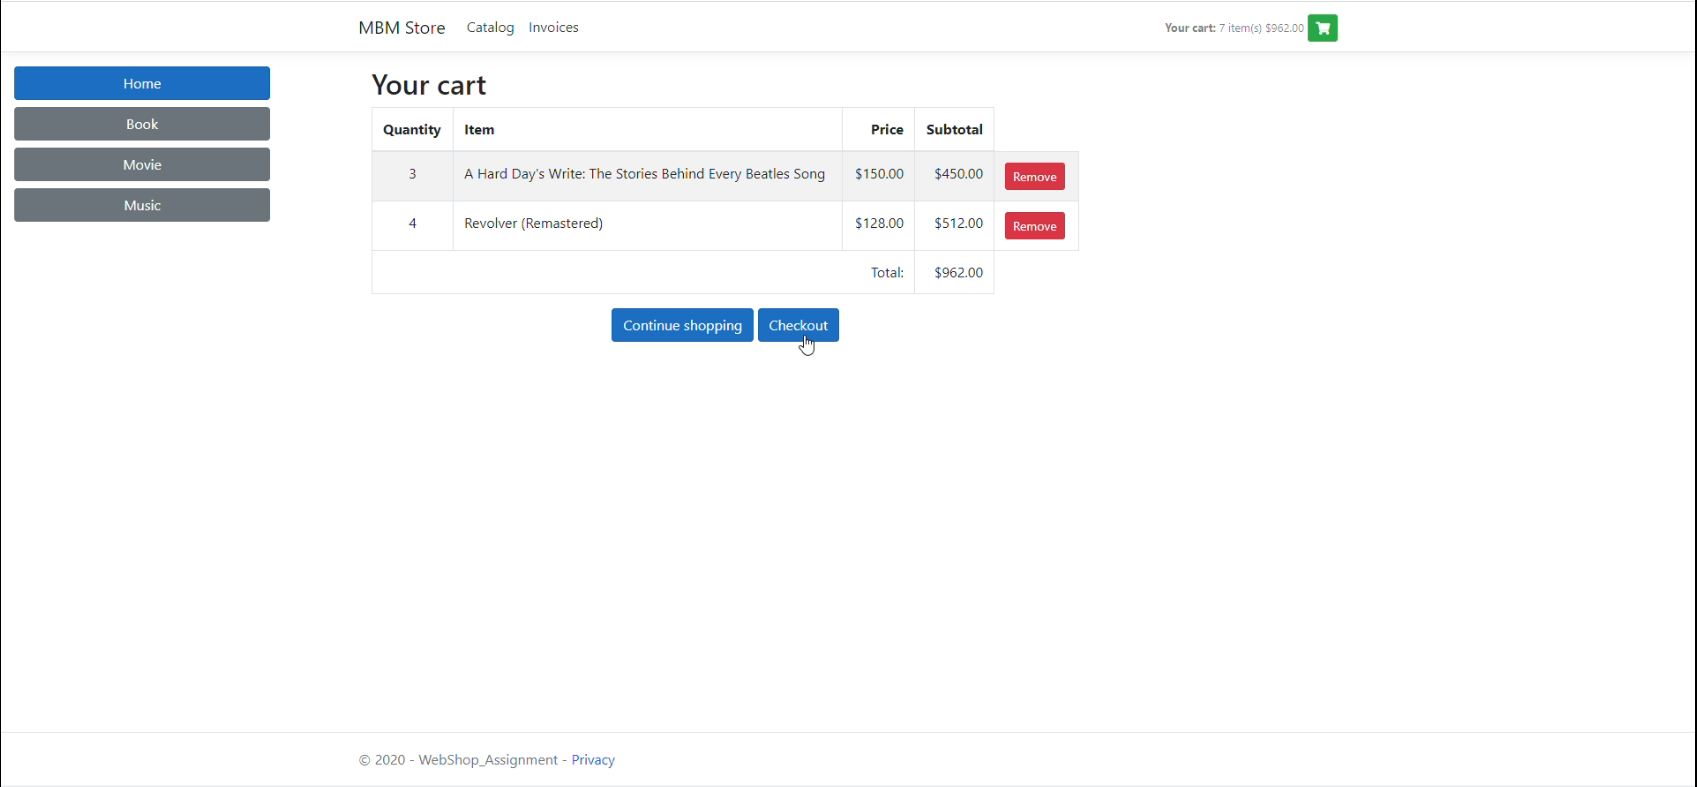 MBM Store Catalog Invoices Your cart: 7 item(s) $962.00
Home
Book
Movie
Music
Your cart
Quantity Item Price Subtotal
3 A Hard Day's Write: The Stories Behind Every Beatles Song $150.00 $450.00 Remove
4 Revolver (Remastered) $128.00 $512.00 Remove
Total: $962.00
Continue shopping Checkout
© 2020 - WebShop_Assignment - Privacy